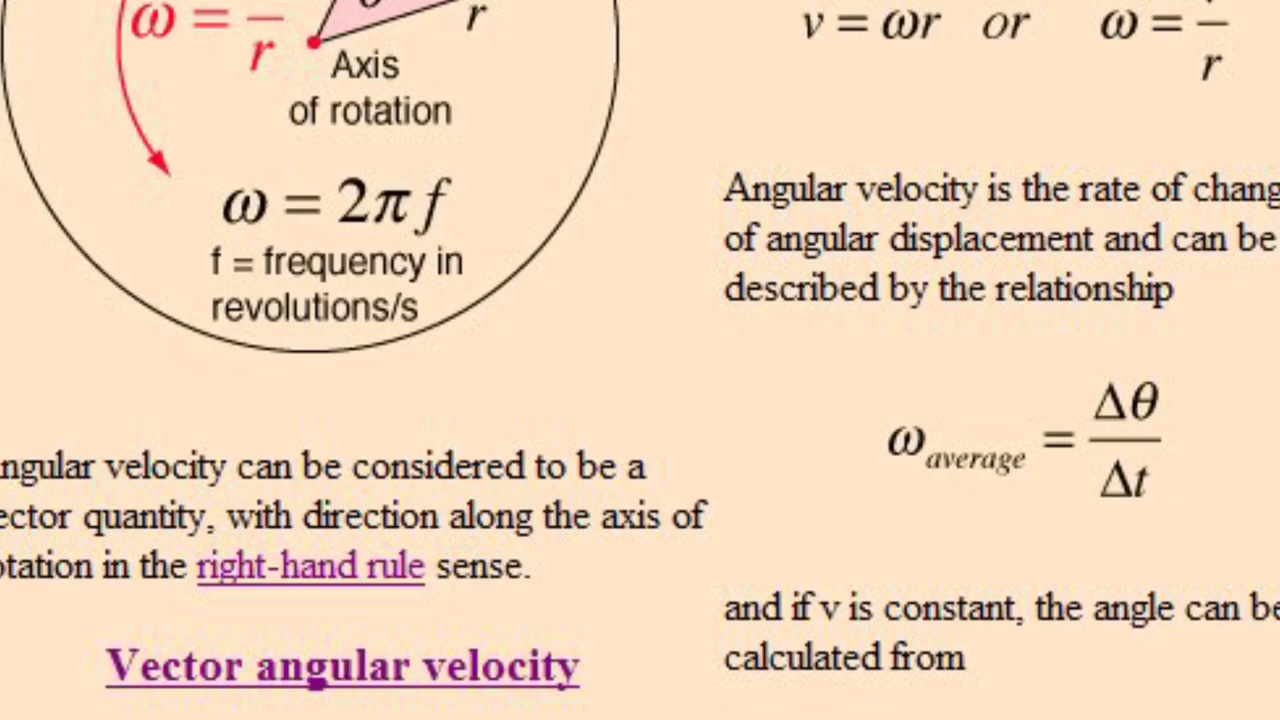 ω = — r
θ
r
Axis
of rotation
ω = 2π f
f = frequency in
revolutions/s
ngular velocity can be considered to be a
ector quantity, with direction along the axis of
otation in the right-hand rule sense.
Vector angular velocity
v = ωr or ω = v/r
Angular velocity is the rate of chang
of angular displacement and can be
described by the relationship
ω average = Δθ/Δt
and if v is constant, the angle can be
calculated from